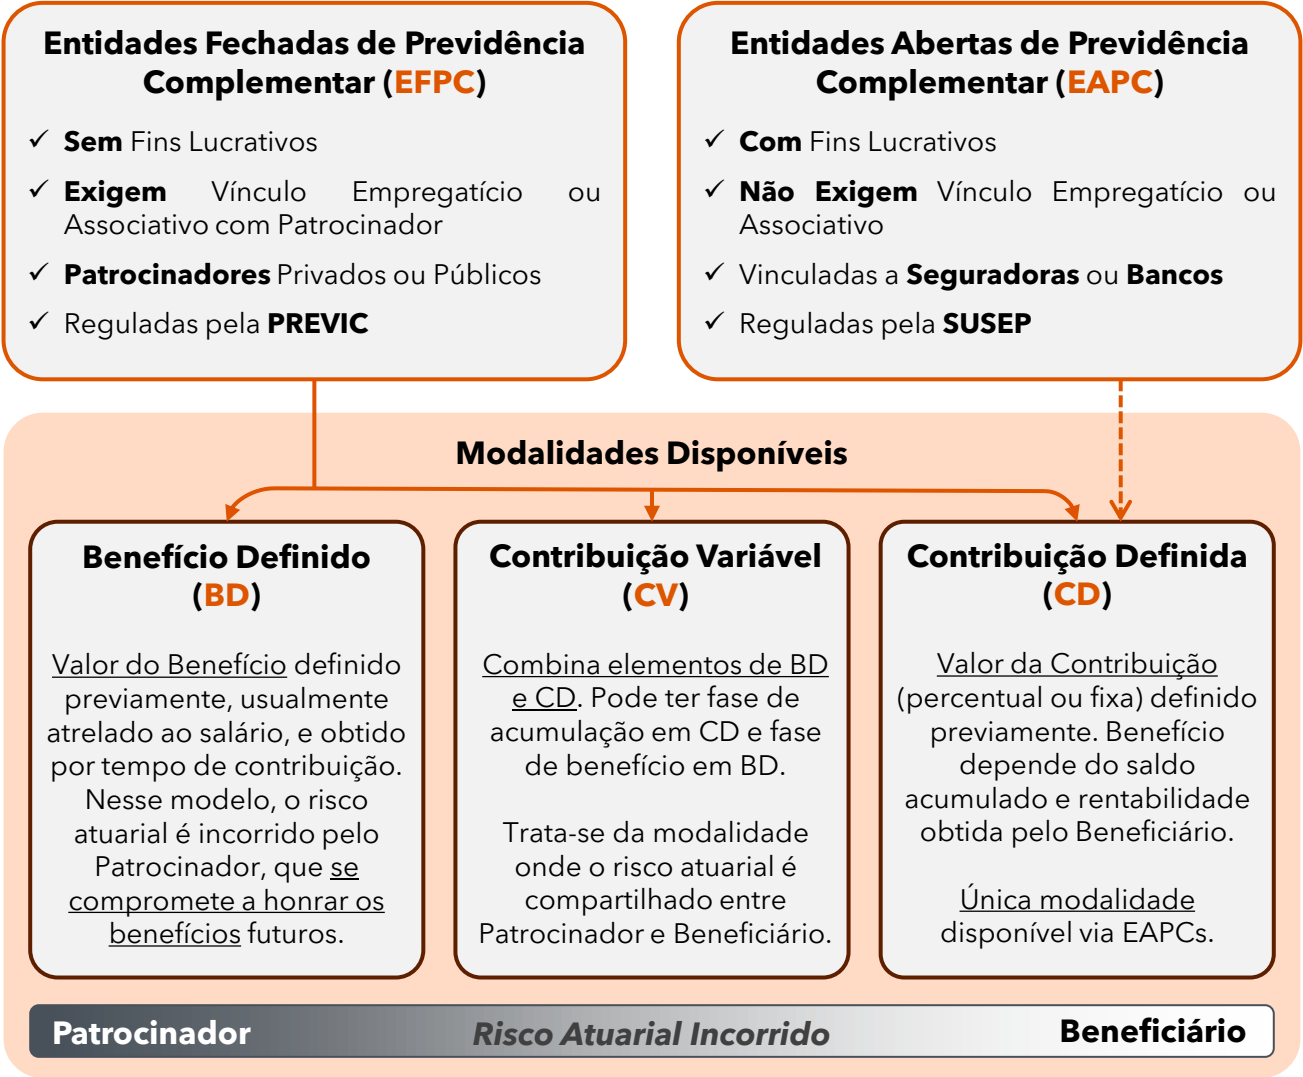 Entidades Fechadas de Previdência
Complementar (EFPC)
✓ Sem Fins Lucrativos
✓ Exigem Vínculo Empregatício ou
Associativo com Patrocinador
✓ Patrocinadores Privados ou Públicos
✓ Reguladas pela PREVIC
Entidades Abertas de Previdência
Complementar (EAPC)
✓ Com Fins Lucrativos
✓ Não Exigem Vínculo Empregatício ou
Associativo
✓ Vinculadas a Seguradoras ou Bancos
✓ Reguladas pela SUSEP
Modalidades Disponíveis
Benefício Definido
(BD)
Valor do Benefício definido
previamente, usualmente
atrelado ao salário, e obtido
por tempo de contribuição.
Nesse modelo, o risco
atuarial é incorrido pelo
Patrocinador, que se
compromete a honrar os
benefícios futuros.
Contribuição Variável
(CV)
Combina elementos de BD
e CD. Pode ter fase de
acumulação em CD e fase
de benefício em BD.
Trata-se da modalidade
onde o risco atuarial é
compartilhado entre
Patrocinador e Beneficiário.
Contribuição Definida
(CD)
Valor da Contribuição
(percentual ou fixa) definido
previamente. Benefício
depende do saldo
acumulado e rentabilidade
obtida pelo Beneficiário.
Única modalidade
disponível via EAPCs.
Patrocinador
Risco Atuarial Incorrido
Beneficiário